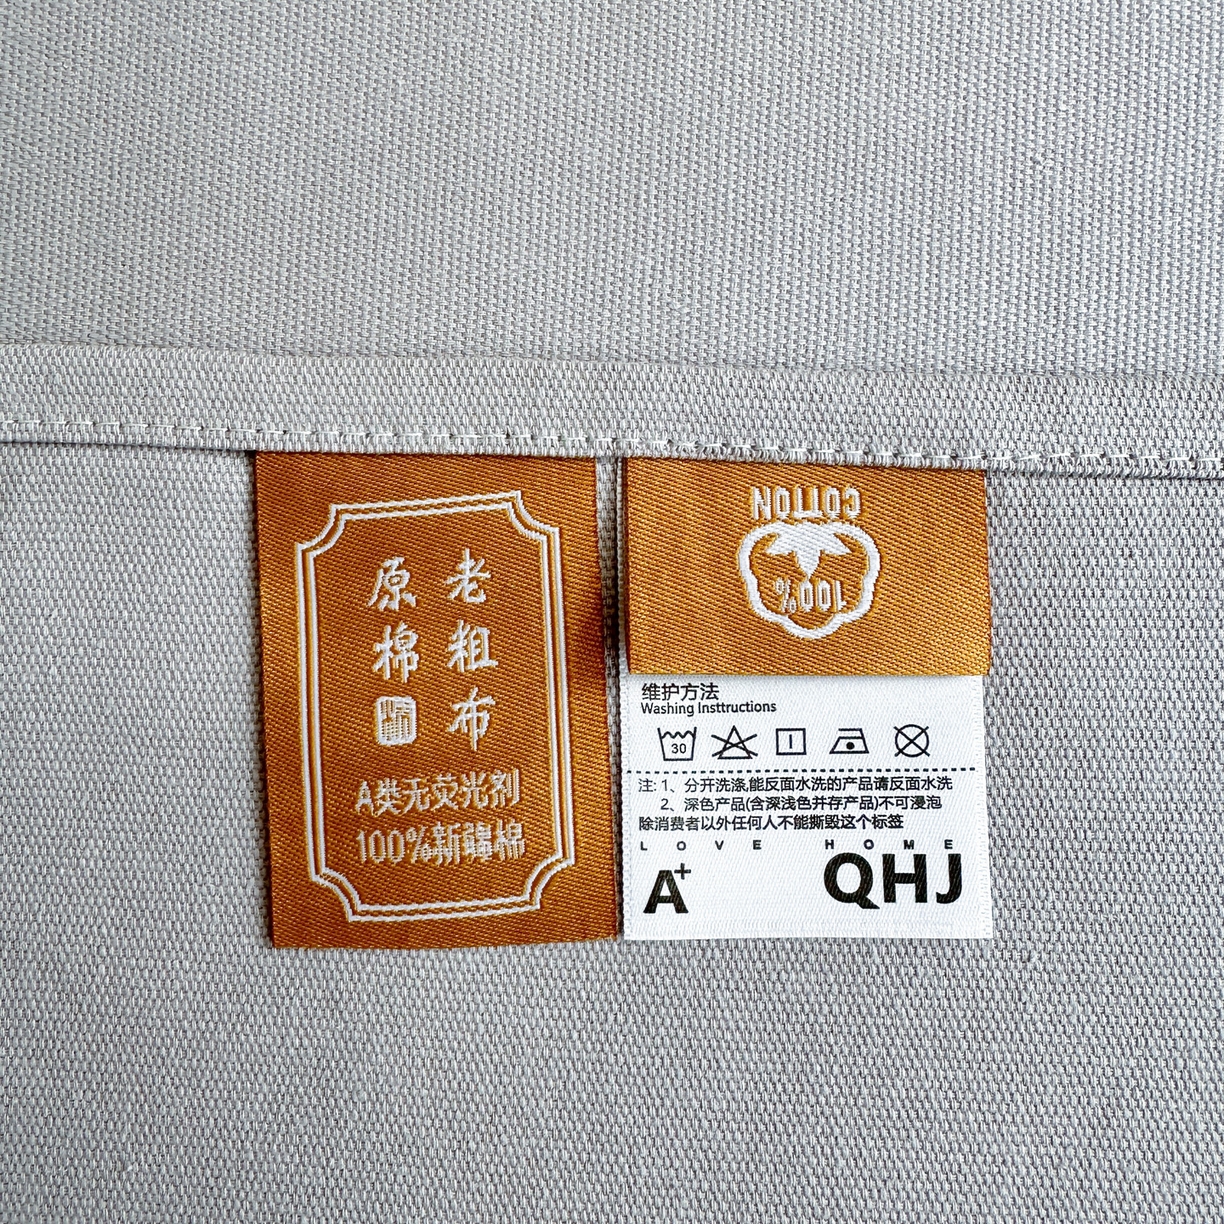 老粗布
原棉
A类无荧光剂
100%新疆棉
COTTON
100%
维护方法
Washing Insttructions
30
注: 1、分开洗涤,能反面水洗的产品请反面水洗
2、深色产品(含深浅色并存产品)不可浸泡
除消费者以外任何人不能撕毁这个标签
LOVE HOME
A+ QHJ